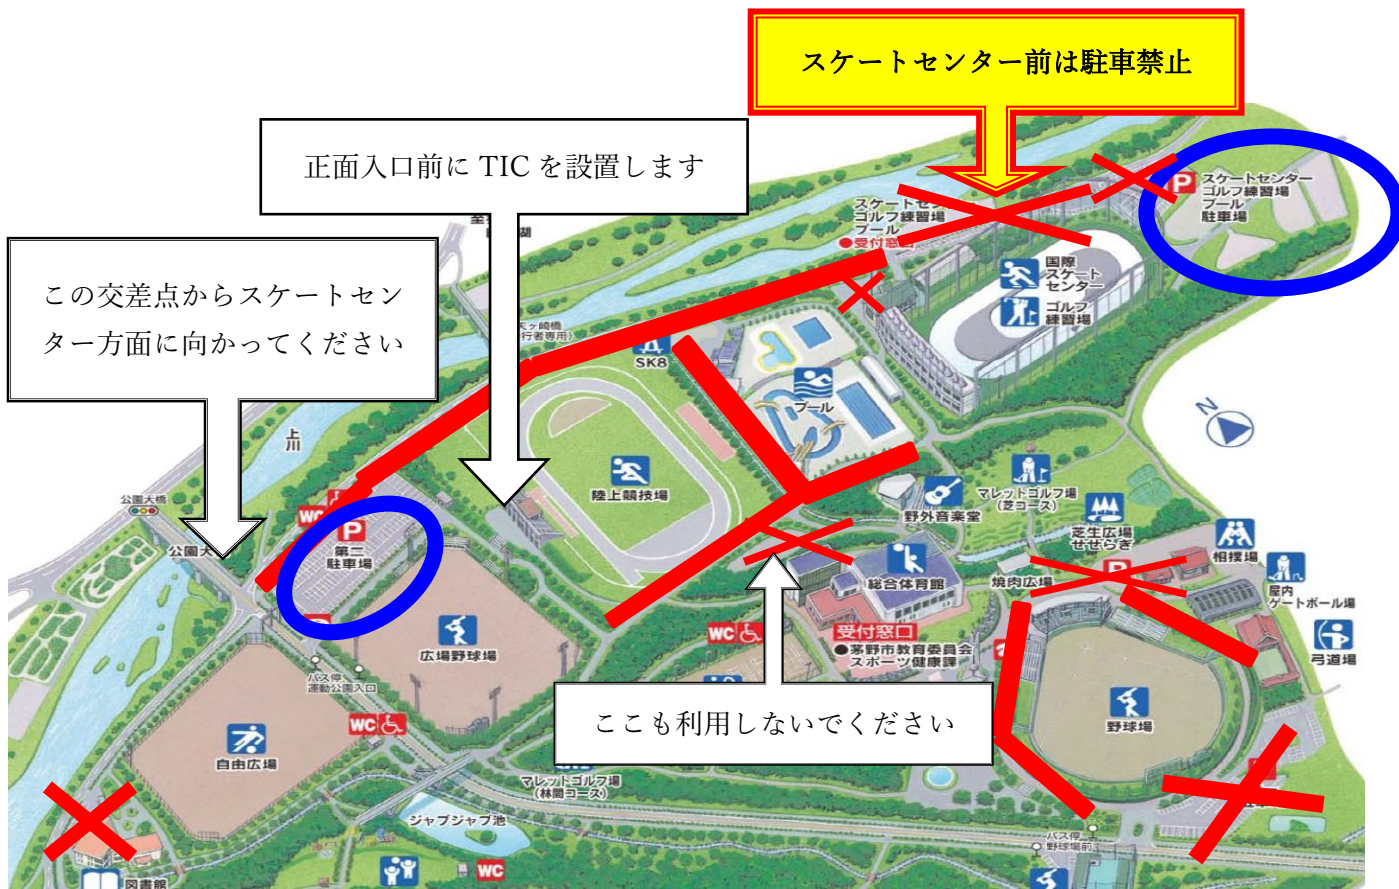 スケートセンター前は駐車禁止
正面入口前に TIC を設置します
この交差点からスケートセン
ター方面に向かってください
スケートセンター
ゴルフ練習場
プール
駐車場
P
ゴルフ練習場
プール
●受付窓口
国際
スケート
センター
ゴルフ
練習場
SK8
プール
N
上川
公園大橋
陸上競技場
野外音楽堂
マレットゴルフ場
(芝コース)
芝生広場
せせらぎ
相撲場
屋内
ゲートボール場
弓道場
WC
P
第二
駐車場
総合体育館
焼肉広場
P
WC
受付窓口
●茅野市教育委員会
スポーツ健康課
広場野球場
バス停
運動公園入口
WC
自由広場
ここも利用しないでください
野球場
マレットゴルフ場
(林間コース)
ジャブジャブ池
バス停
野球場前
WC
図書館